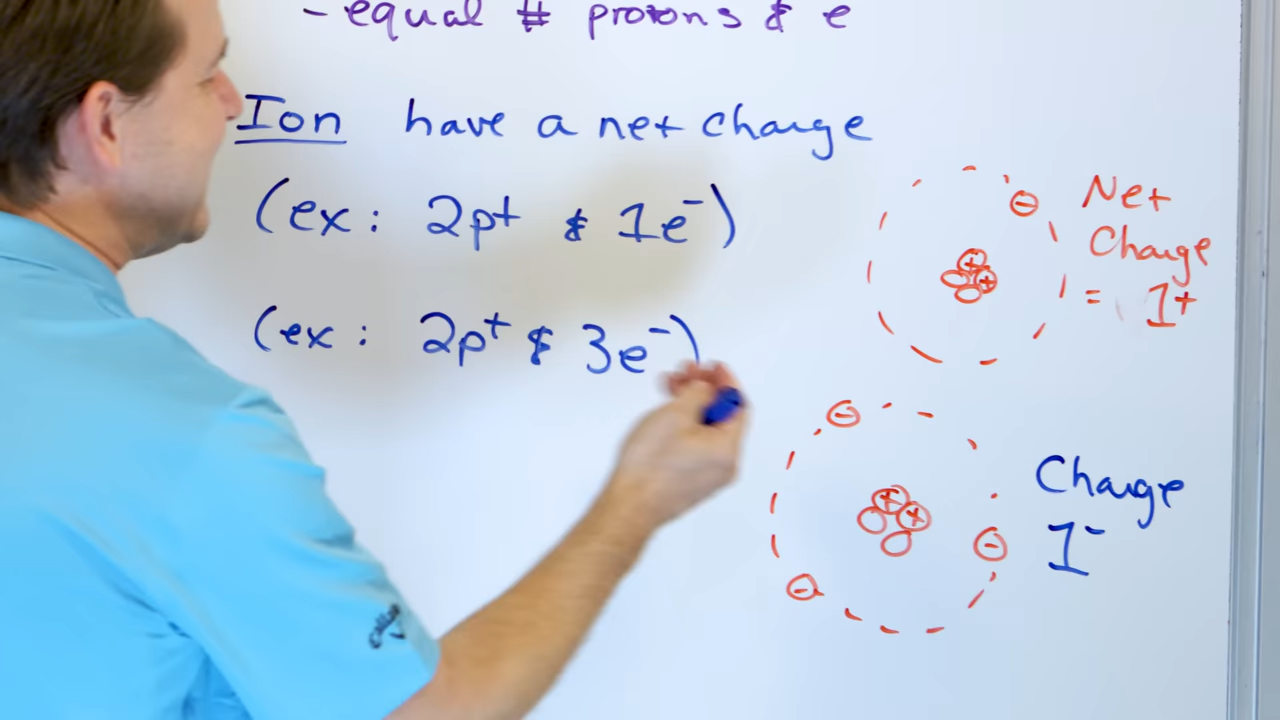 - equal # protons & e
Ion have a net charge
(ex: 2p⁺ & 1e⁻)
(ex: 2p⁺ & 3e⁻)
Net
Charge
= 1⁺
Charge
1⁻